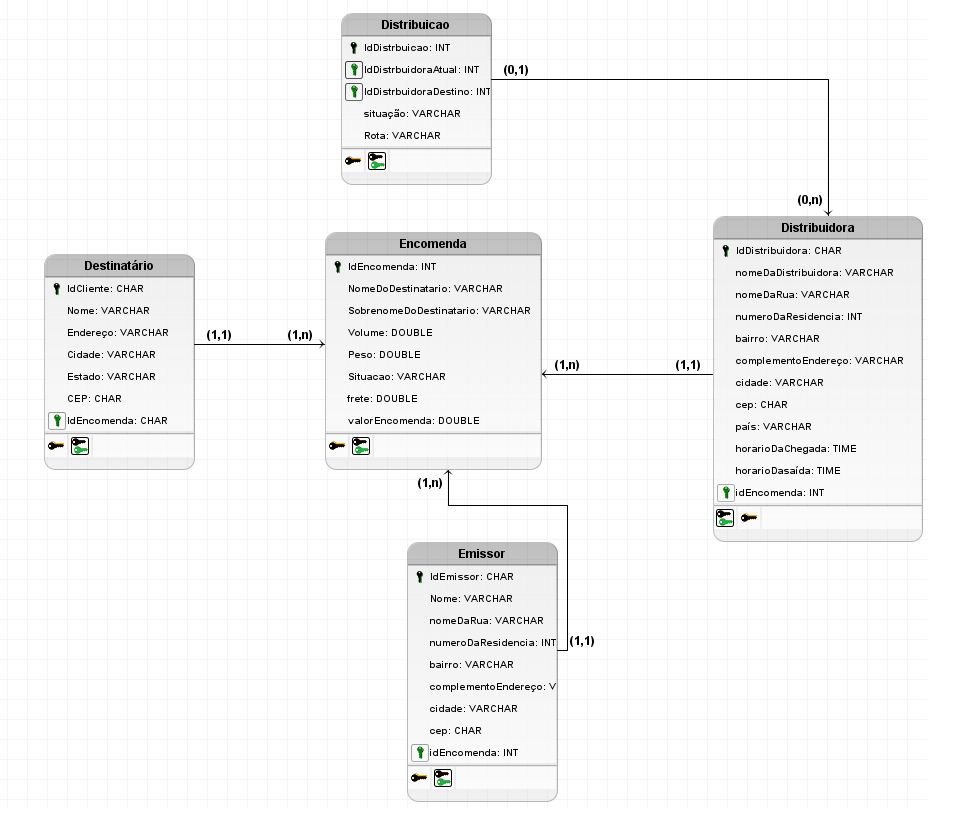 Distribuicao
IdDistrbuicao: INT
IdDistrbuidoraAtual: INT
IdDistrbuidoraDestino: INT
situação: VARCHAR
Rota: VARCHAR
(0,1)
(0,n)
Distribuidora
IdDistribuidora: CHAR
nomeDaDistribuidora: VARCHAR
nomeDaRua: VARCHAR
numeroDaResidencia: INT
bairro: VARCHAR
complementoEndereço: VARCHAR
cidade: VARCHAR
cep: CHAR
país: VARCHAR
horarioDaChegada: TIME
horarioDasaída: TIME
idEncomenda: INT
Encomenda
IdEncomenda: INT
NomeDoDestinatario: VARCHAR
SobrenomeDoDestinatario: VARCHAR
Volume: DOUBLE
Peso: DOUBLE
Situacao: VARCHAR
frete: DOUBLE
valorEncomenda: DOUBLE
Destinatário
IdCliente: CHAR
Nome: VARCHAR
Endereço: VARCHAR
Cidade: VARCHAR
Estado: VARCHAR
CEP: CHAR
IdEncomenda: CHAR
(1,1)
(1,n)
(1,n)
(1,1)
(1,n)
Emissor
IdEmissor: CHAR
Nome: VARCHAR
nomeDaRua: VARCHAR
numeroDaResidencia: INT
bairro: VARCHAR
complementoEndereço: V
cidade: VARCHAR
cep: CHAR
idEncomenda: INT
(1,1)